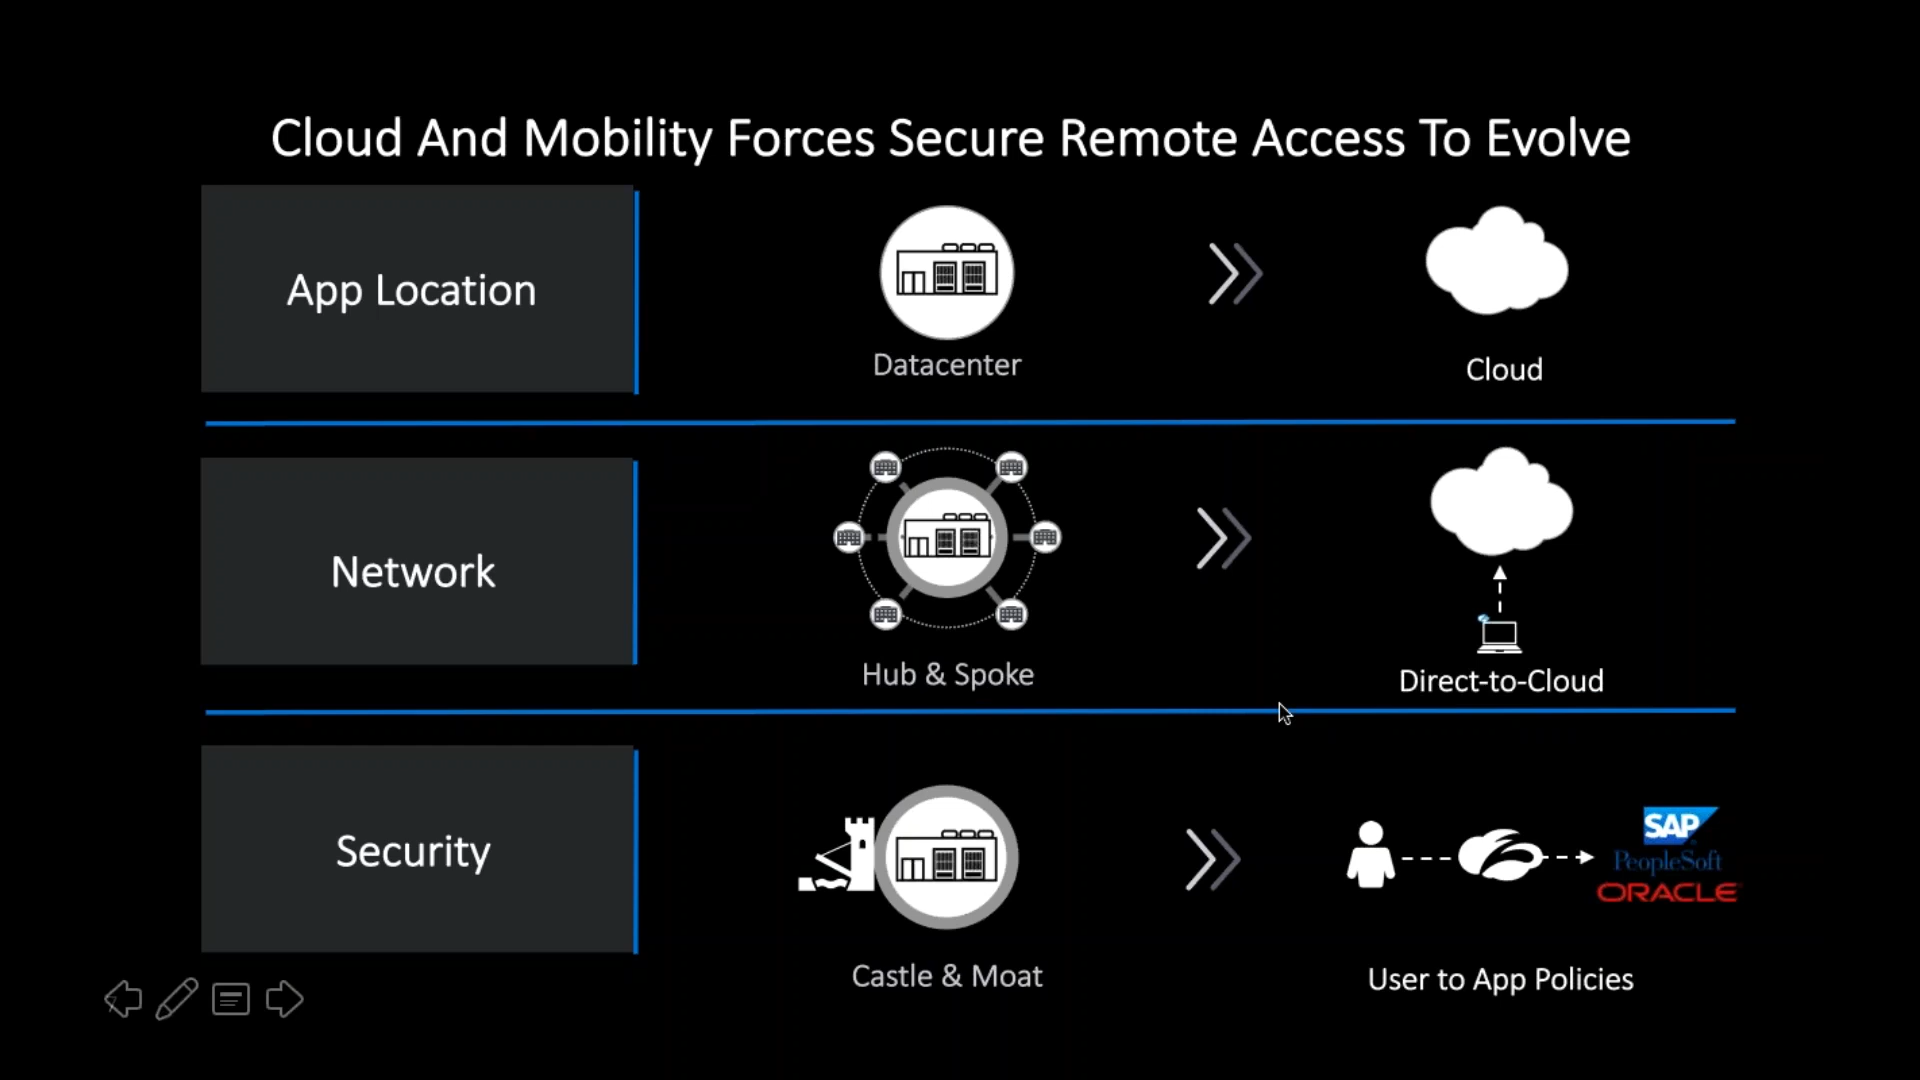 Cloud And Mobility Forces Secure Remote Access To Evolve
App Location
Datacenter
Cloud
Network
Hub & Spoke
Direct-to-Cloud
Security
SAP
PeopleSoft
ORACLE
Castle & Moat
User to App Policies